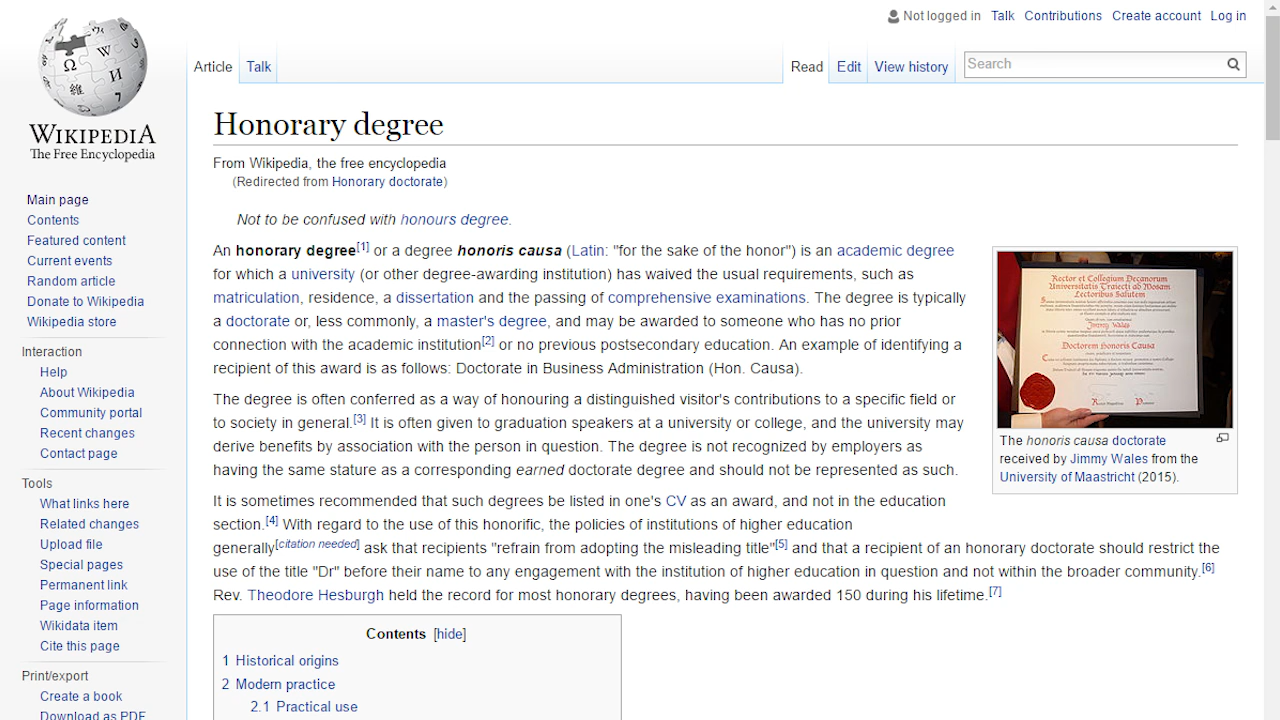 WIKIPEDIA
The Free Encyclopedia
Main page
Contents
Featured content
Current events
Random article
Donate to Wikipedia
Wikipedia store
Interaction
Help
About Wikipedia
Community portal
Recent changes
Contact page
Tools
What links here
Related changes
Upload file
Special pages
Permanent link
Page information
Wikidata item
Cite this page
Print/export
Create a book
Download as PDF
Not logged in Talk Contributions Create account Log in
Article Talk Read Edit View history Search
Honorary degree
From Wikipedia, the free encyclopedia
(Redirected from Honorary doctorate)
Not to be confused with honours degree.
An honorary degree[1] or a degree honoris causa (Latin: "for the sake of the honor") is an academic degree
for which a university (or other degree-awarding institution) has waived the usual requirements, such as
matriculation, residence, a dissertation and the passing of comprehensive examinations. The degree is typically
a doctorate or, less commonly, a master's degree, and may be awarded to someone who has no prior
connection with the academic institution[2] or no previous postsecondary education. An example of identifying a
recipient of this award is as follows: Doctorate in Business Administration (Hon. Causa).
The degree is often conferred as a way of honouring a distinguished visitor's contributions to a specific field or
to society in general.[3] It is often given to graduation speakers at a university or college, and the university may
derive benefits by association with the person in question. The degree is not recognized by employers as
having the same stature as a corresponding earned doctorate degree and should not be represented as such.
It is sometimes recommended that such degrees be listed in one's CV as an award, and not in the education
section.[4] With regard to the use of this honorific, the policies of institutions of higher education
generally[citation needed] ask that recipients "refrain from adopting the misleading title"[5] and that a recipient of an honorary doctorate should restrict the
use of the title "Dr" before their name to any engagement with the institution of higher education in question and not within the broader community.[6]
Rev. Theodore Hesburgh held the record for most honorary degrees, having been awarded 150 during his lifetime.[7]
Rector et Collegium Decanorum
Universitatis Traiecti ad Mosam
Lectoribus Salutem
Jimmy Wales
Doctorem Honoris Causa
The honoris causa doctorate
received by Jimmy Wales from the
University of Maastricht (2015).
Contents [hide]
1 Historical origins
2 Modern practice
2.1 Practical use